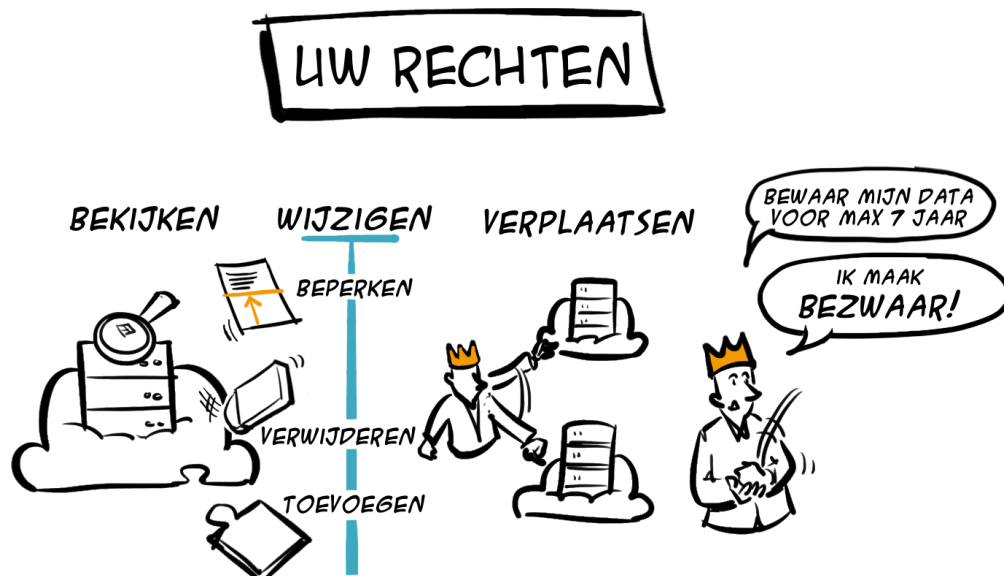 UW RECHTEN
BEKIJKEN
WIJZIGEN
BEPERKEN
VERWIJDEREN
TOEVOEGEN
VERPLAATSEN
BEWAAR MIJN DATA
VOOR MAX 7 JAAR
IK MAAK
BEZWAAR!